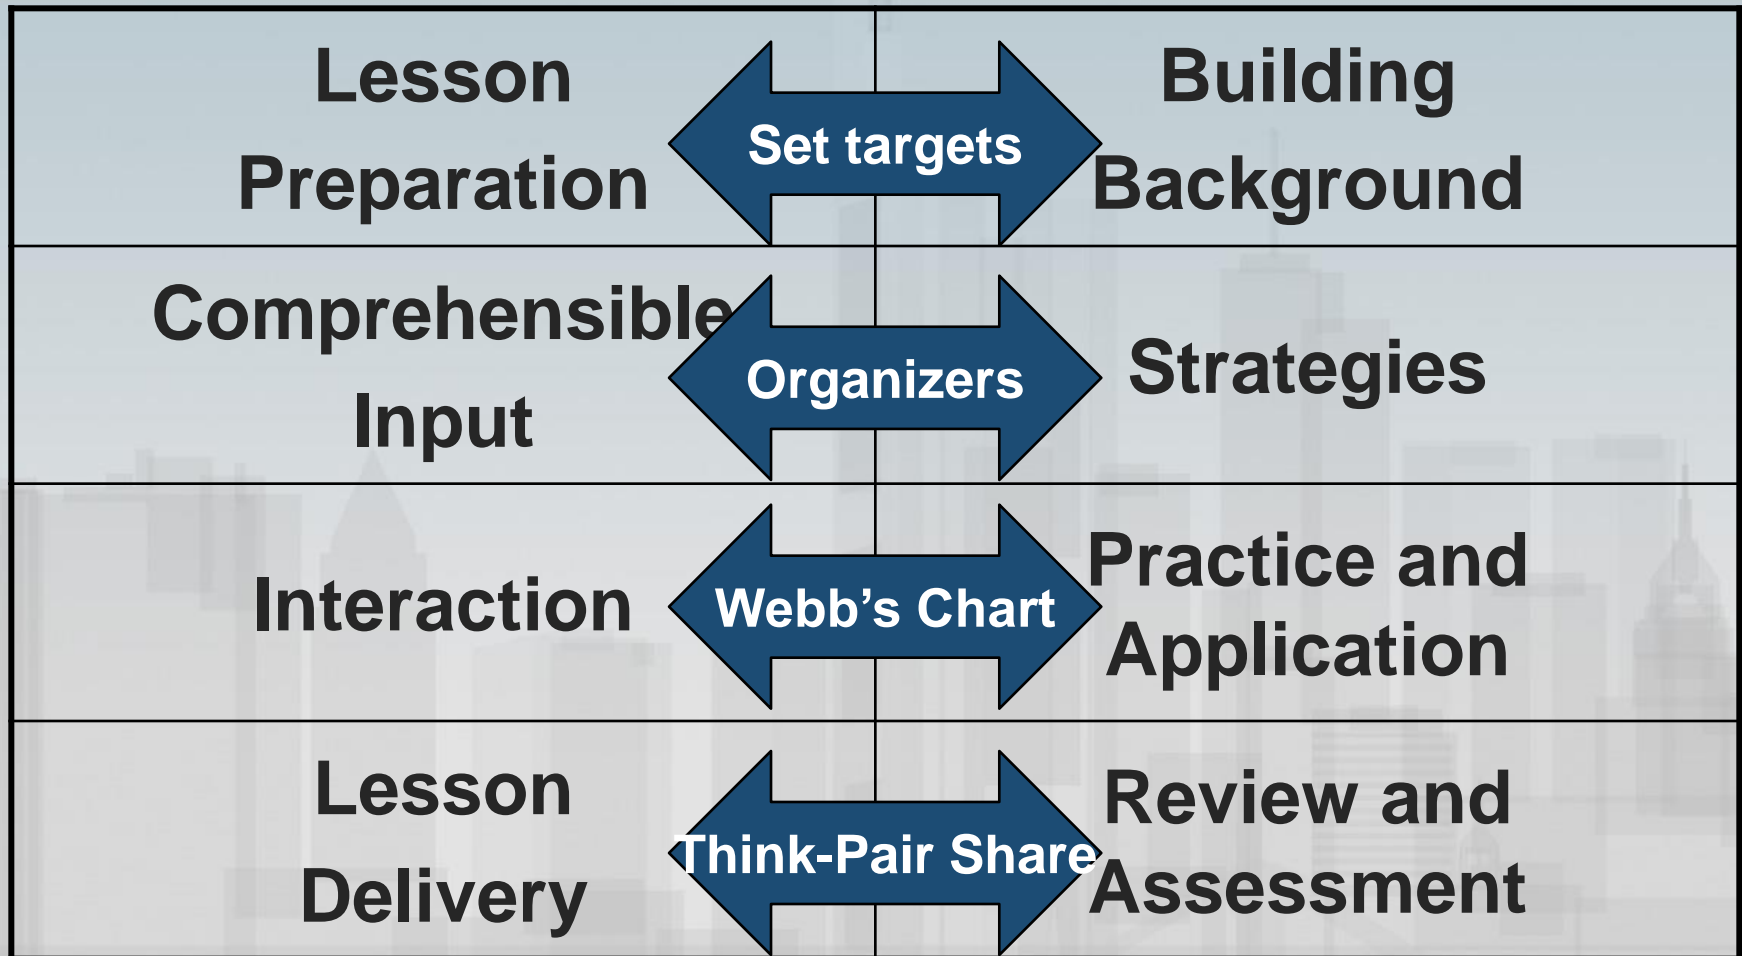 Lesson
Preparation
Set targets
Building
Background
Comprehensible
Input
Organizers
Strategies
Interaction
Webb’s Chart
Practice and
Application
Lesson
Delivery
Think-Pair Share
Review and
Assessment